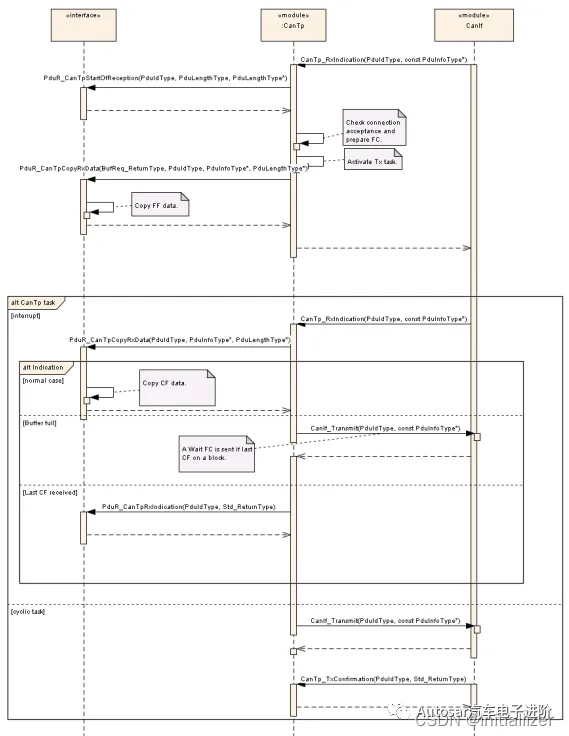 «interface»
«module»
:CanTp
«module»
CanIf
CanTp_RxIndication(PduIdType, const PduInfoType*)
PduR_CanTpStartOfReception(PduIdType, PduLengthType, PduLengthType*)
Check connection
acceptance and
prepare FC.
Activate Tx task.
PduR_CanTpCopyRxData(BufReq_ReturnType, PduIdType, PduInfoType*, PduLengthType*)
Copy FF data.
alt CanTp task
[interrupt]
CanTp_RxIndication(PduIdType, const PduInfoType*)
PduR_CanTpCopyRxData(PduIdType, PduInfoType*, PduLengthType*)
alt Indication
[normal case]
Copy CF data.
[Buffer full]
CanIf_Transmit(PduIdType, const PduInfoType*)
A Wait FC is sent if last
CF on a block.
[Last CF received]
PduR_CanTpRxIndication(PduIdType, Std_ReturnType)
[cyclic task]
CanIf_Transmit(PduIdType, const PduInfoType*)
CanTp_TxConfirmation(PduIdType, Std_ReturnType)
Autosar汽车电子进阶
CSDN @initiallizer